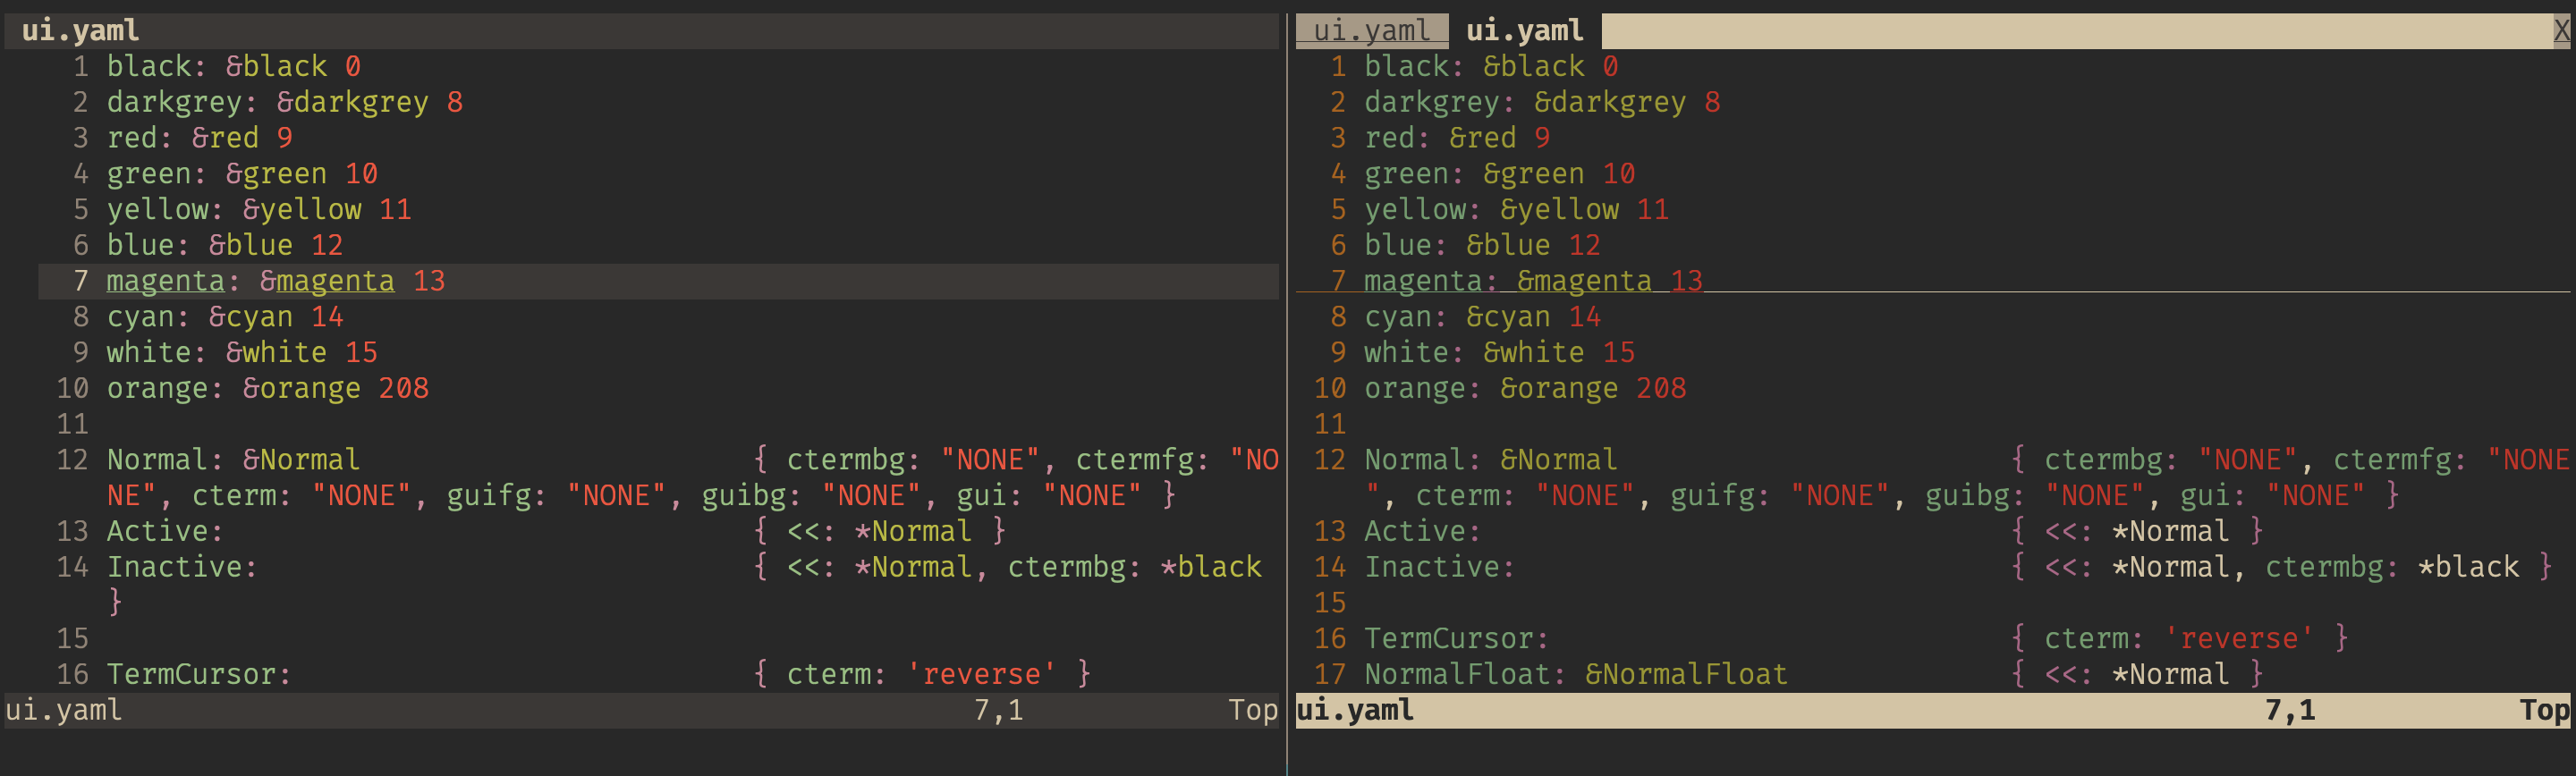 ui.yaml
1 black: &black 0
2 darkgrey: &darkgrey 8
3 red: &red 9
4 green: &green 10
5 yellow: &yellow 11
6 blue: &blue 12
7 magenta: &magenta 13
8 cyan: &cyan 14
9 white: &white 15
10 orange: &orange 208
11
12 Normal: &Normal { ctermbg: "NONE", ctermfg: "NO
NE", cterm: "NONE", guifg: "NONE", guibg: "NONE", gui: "NONE" }
13 Active: { <<: *Normal }
14 Inactive: { <<: *Normal, ctermbg: *black
}
15
16 TermCursor: { cterm: 'reverse' }
ui.yaml 7,1 Top
ui.yaml ui.yaml X
1 black: &black 0
2 darkgrey: &darkgrey 8
3 red: &red 9
4 green: &green 10
5 yellow: &yellow 11
6 blue: &blue 12
7 magenta: &magenta 13
8 cyan: &cyan 14
9 white: &white 15
10 orange: &orange 208
11
12 Normal: &Normal { ctermbg: "NONE", ctermfg: "NONE
", cterm: "NONE", guifg: "NONE", guibg: "NONE", gui: "NONE" }
13 Active: { <<: *Normal }
14 Inactive: { <<: *Normal, ctermbg: *black }
15
16 TermCursor: { cterm: 'reverse' }
17 NormalFloat: &NormalFloat { <<: *Normal }
ui.yaml 7,1 Top